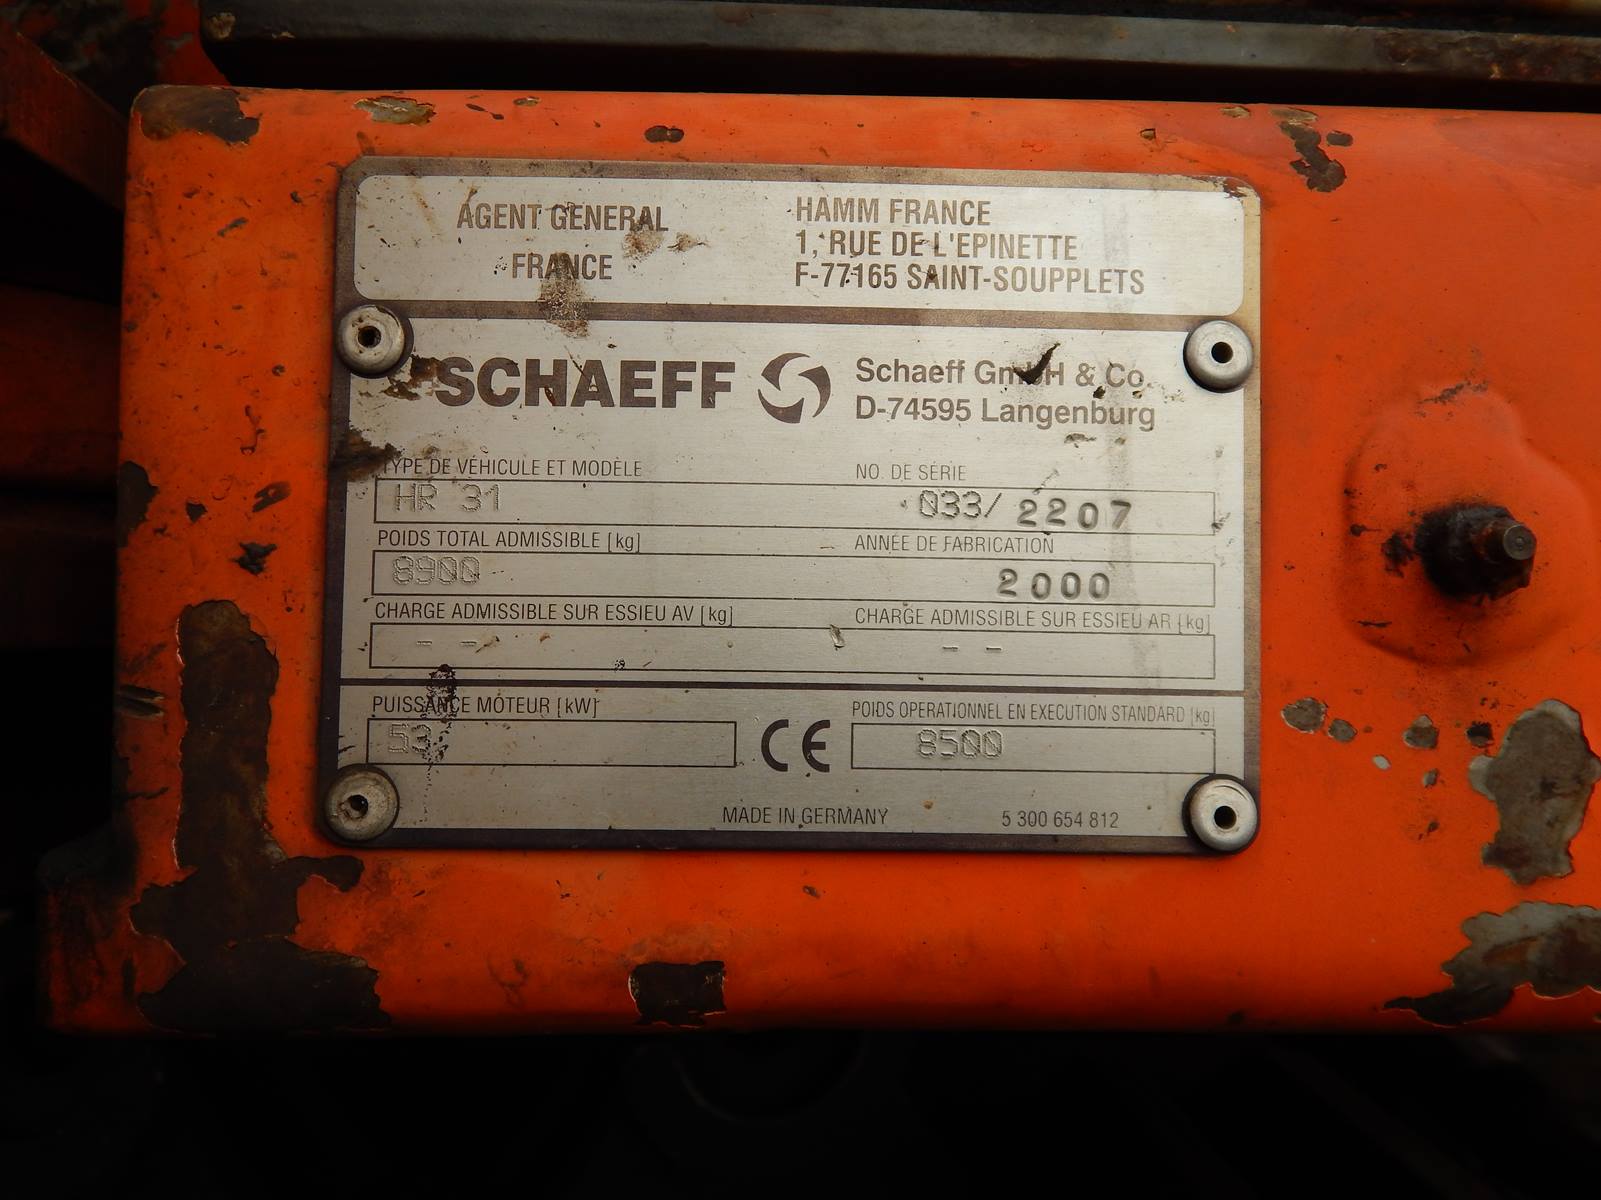 AGENT GENERAL
FRANCE
HAMM FRANCE
1, RUE DE L'EPINETTE
F-77165 SAINT-SOUPPLETS
SCHAEFF
Schaeff GmbH & Co.
D-74595 Langenburg
TYPE DE VÉHICULE ET MODÈLE
NO. DE SÉRIE
HR 31
033/ 2207
POIDS TOTAL ADMISSIBLE [kg]
ANNÉE DE FABRICATION
8900
2000
CHARGE ADMISSIBLE SUR ESSIEU AV [kg]
CHARGE ADMISSIBLE SUR ESSIEU AR [kg]
- -
- -
PUISSANCE MOTEUR [kW]
POIDS OPERATIONNEL EN EXECUTION STANDARD [kg]
CE
8500
MADE IN GERMANY
5 300 654 812